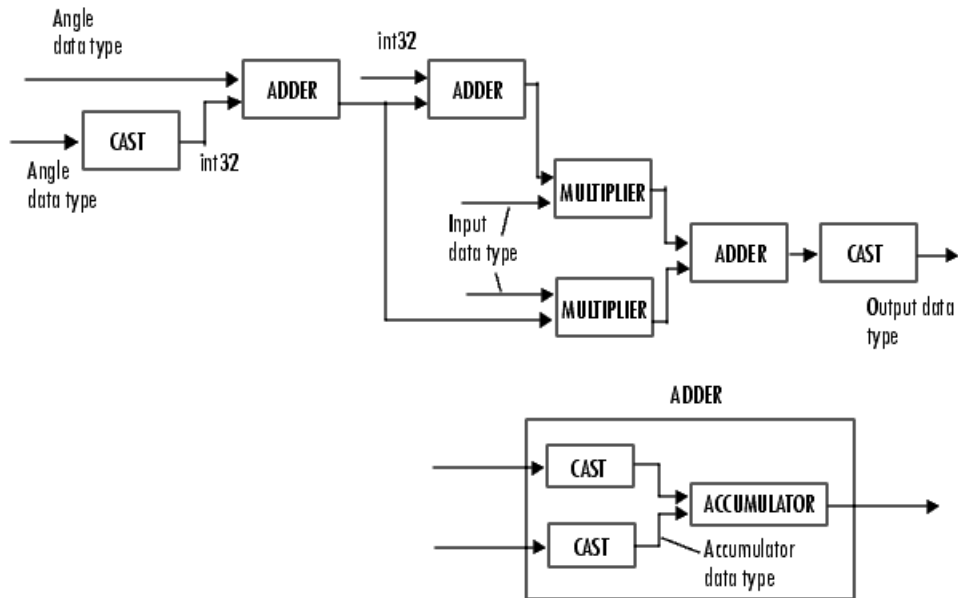 Angle
data type
int32
ADDER
ADDER
CAST
int32
Angle
data type
MULTIPLIER
Input
data type
ADDER
CAST
MULTIPLIER
Output data
type
ADDER
CAST
ACCUMULATOR
CAST
Accumulator
data type